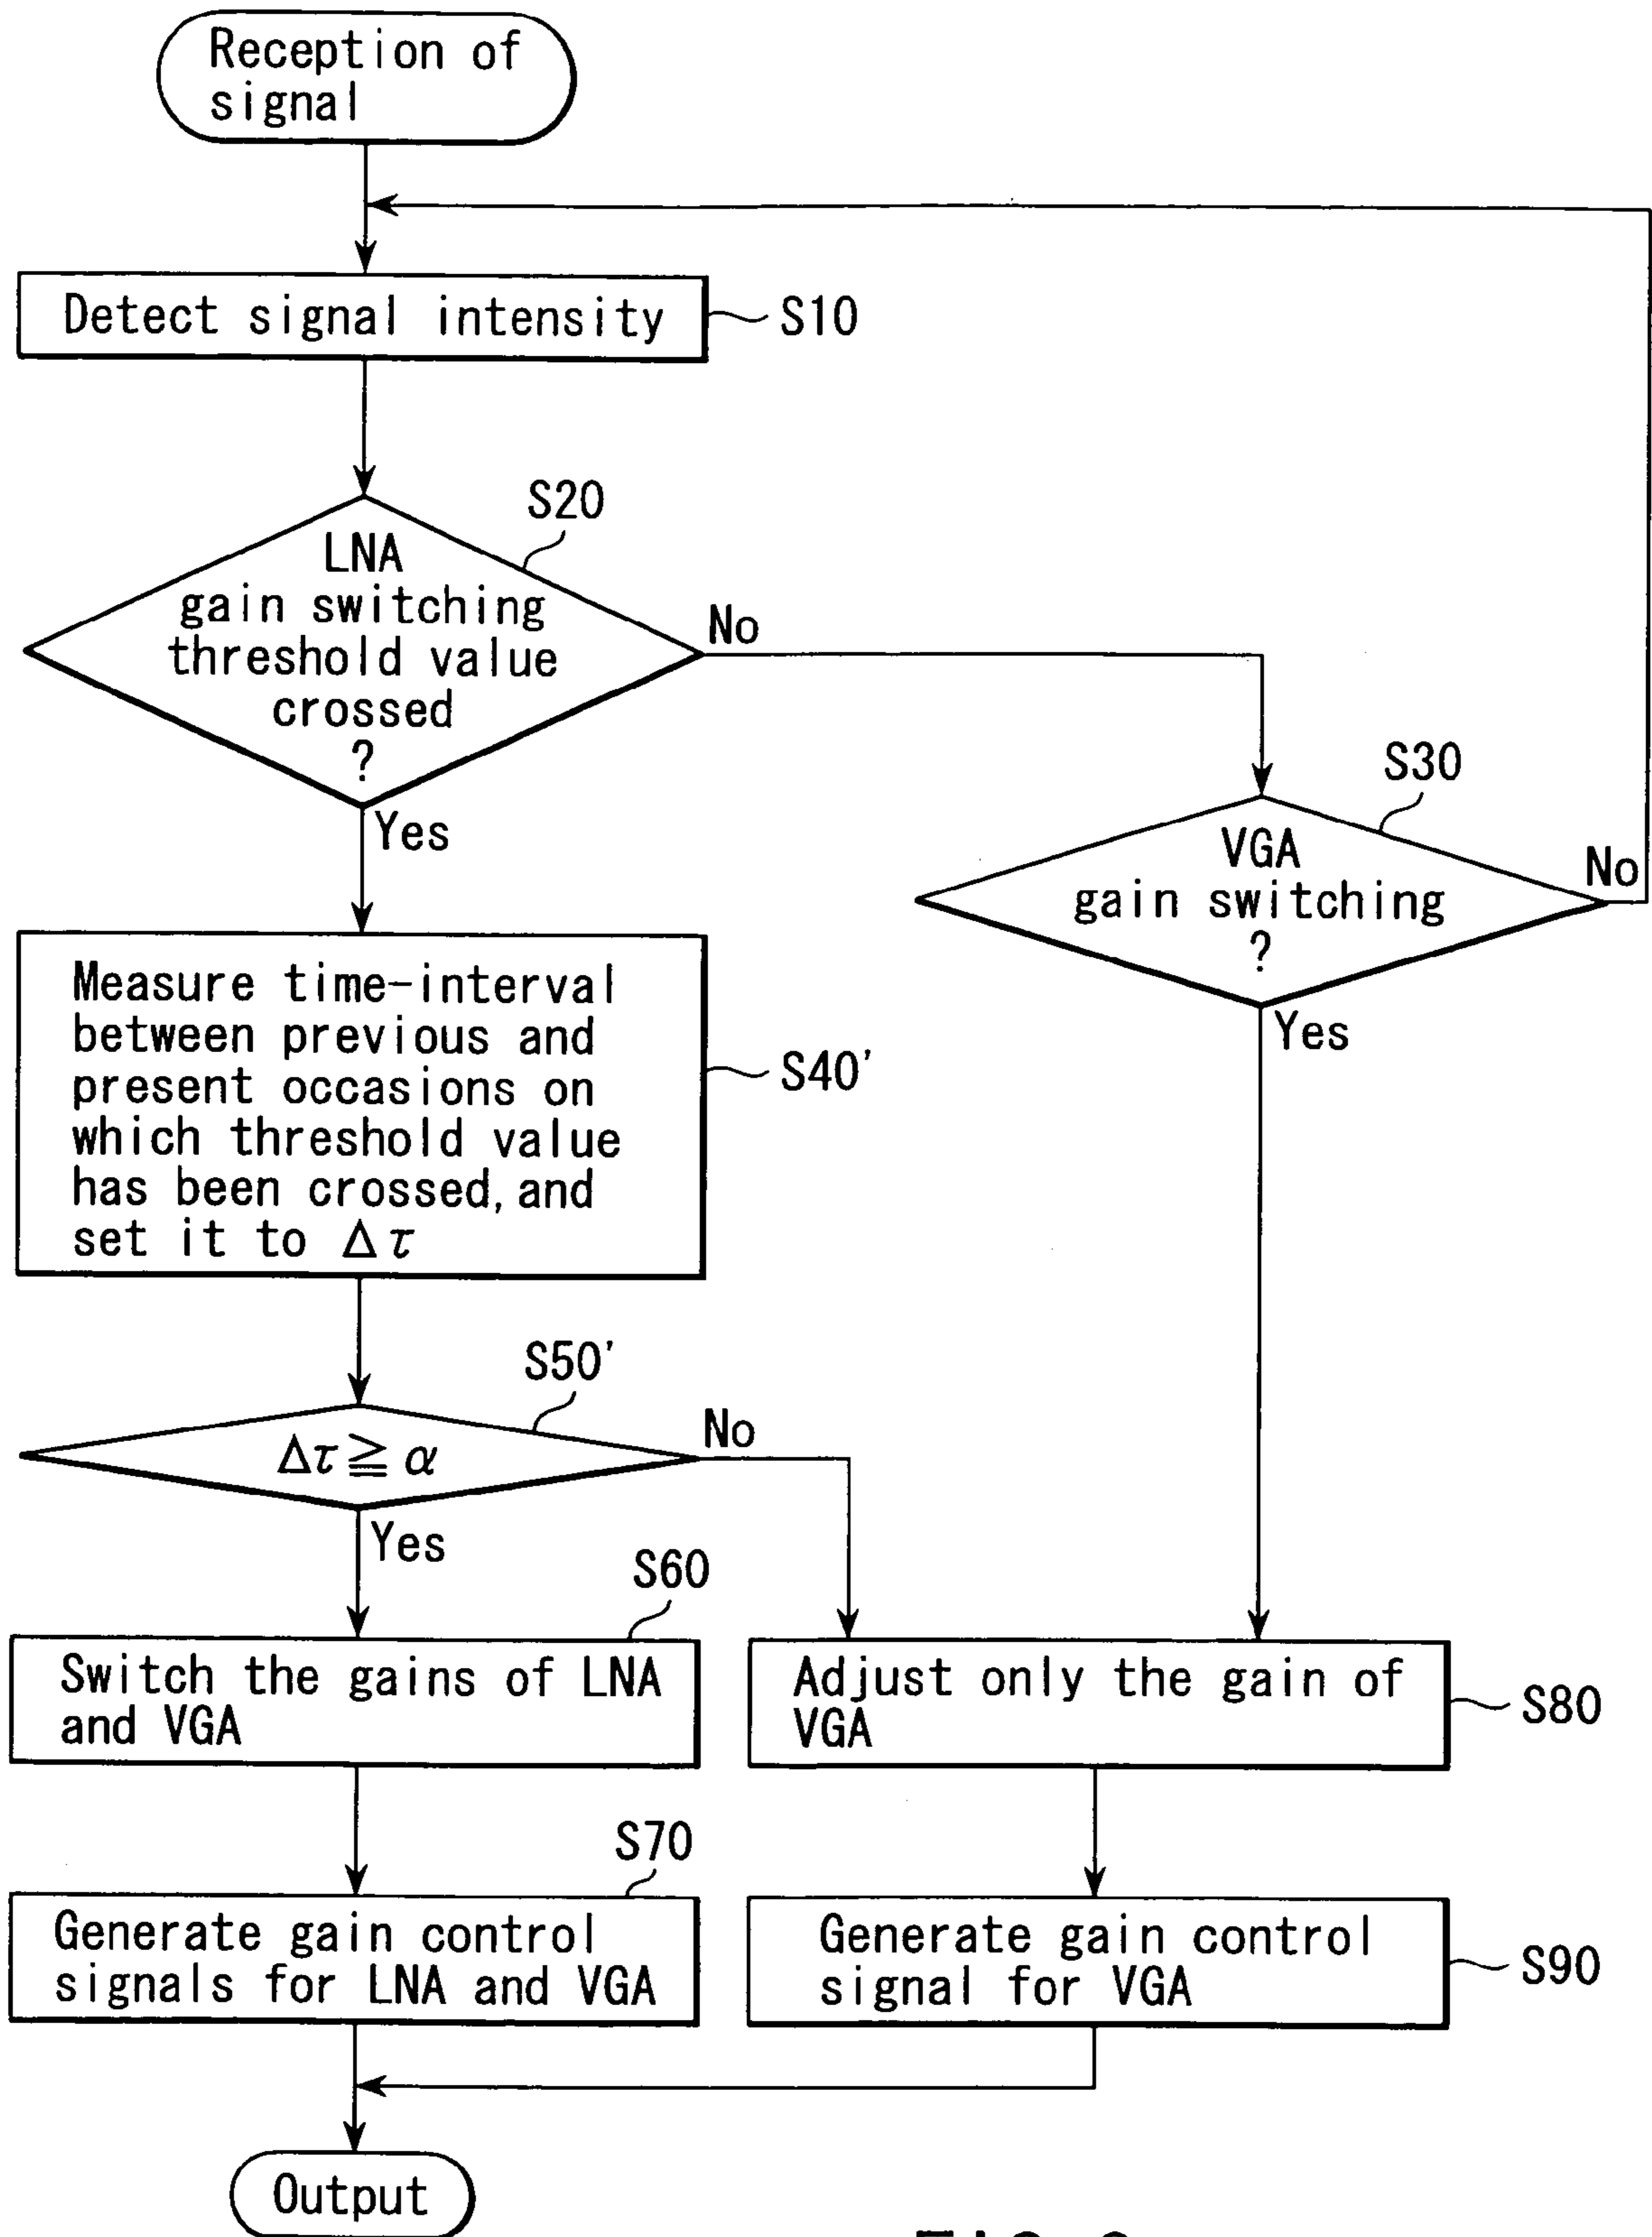 Reception of
signal
Detect signal intensity
S10
S20
LNA
gain switching
threshold value
crossed
?
No
Yes
S30
VGA
gain switching
?
No
Yes
Measure time-interval
between previous and
present occasions on
which threshold value
has been crossed, and
set it to Δτ
S40'
S50'
Δτ ≧ α
No
Yes
S60
Switch the gains of LNA
and VGA
Adjust only the gain of
VGA
S80
S70
Generate gain control
signals for LNA and VGA
Generate gain control
signal for VGA
S90
Output